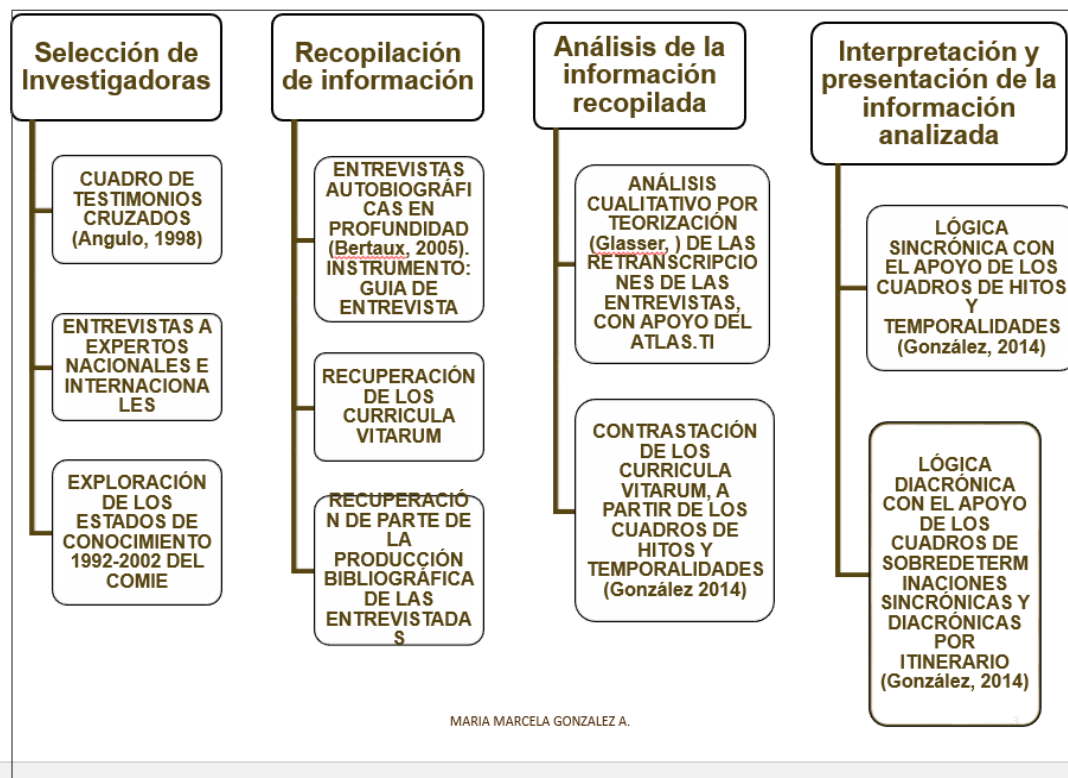 Selección de
Investigadoras
CUADRO DE
TESTIMONIOS
CRUZADOS
(Angulo, 1998)
ENTREVISTAS A
EXPERTOS
NACIONALES E
INTERNACIONA
LES
EXPLORACIÓN
DE LOS
ESTADOS DE
CONOCIMIENTO
1992-2002 DEL
COMIE
Recopilación
de información
ENTREVISTAS
AUTOBIOGRÁFI
CAS EN
PROFUNDIDAD
(Bertaux, 2005).
INSTRUMENTO:
GUIA DE
ENTREVISTA
RECUPERACIÓN
DE LOS
CURRICULA
VITARUM
RECUPERACIÓ
N DE PARTE DE
LA
PRODUCCIÓN
BIBLIOGRÁFICA
DE LAS
ENTREVISTADA
S
Análisis de la
información
recopilada
ANÁLISIS
CUALITATIVO POR
TEORIZACIÓN
(Glasser, ) DE LAS
RETRANSCRIPCIO
NES DE LAS
ENTREVISTAS,
CON APOYO DEL
ATLAS.TI
CONTRASTACIÓN
DE LOS
CURRICULA
VITARUM, A
PARTIR DE LOS
CUADROS DE
HITOS Y
TEMPORALIDADES
(González 2014)
Interpretación y
presentación de la
información
analizada
LÓGICA
SINCRÓNICA CON
EL APOYO DE LOS
CUADROS DE HITOS
Y
TEMPORALIDADES
(González, 2014)
LÓGICA
DIACRÓNICA
CON EL APOYO
DE LOS
CUADROS DE
SOBREDETERM
INACIONES
SINCRÓNICAS Y
DIACRÓNICAS
POR
ITINERARIO
(González, 2014)
MARIA MARCELA GONZALEZ A.
3